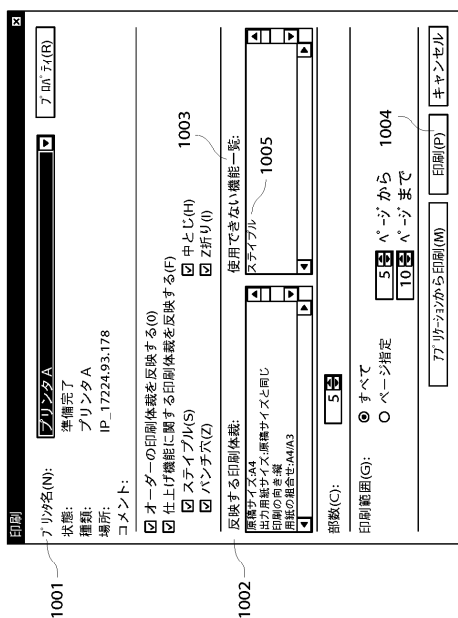 印刷
プリンタ名(N):
プリンタA
プロパティ(R)
状態:
準備完了
種類:
プリンタA
場所:
IP_17224.93.178
コメント:
オーダーの印刷体裁を反映する(0)
仕上げ機能に関する印刷体裁を反映する(F)
ステイプル(S)
中とじ(H)
パンチ穴(Z)
Z折り(I)
反映する印刷体裁:
使用できない機能一覧:
原稿サイズ:A4
出力用紙サイズ:原稿サイズと同じ
印刷の向き:縦
用紙の組合せ:A4/A3
ステイプル
部数(C):
5
印刷範囲(G):
すべて
ページ指定
5
ページから
10
ページまで
アプリケーションから印刷(M)
印刷(P)
キャンセル
1001
1002
1003
1005
1004